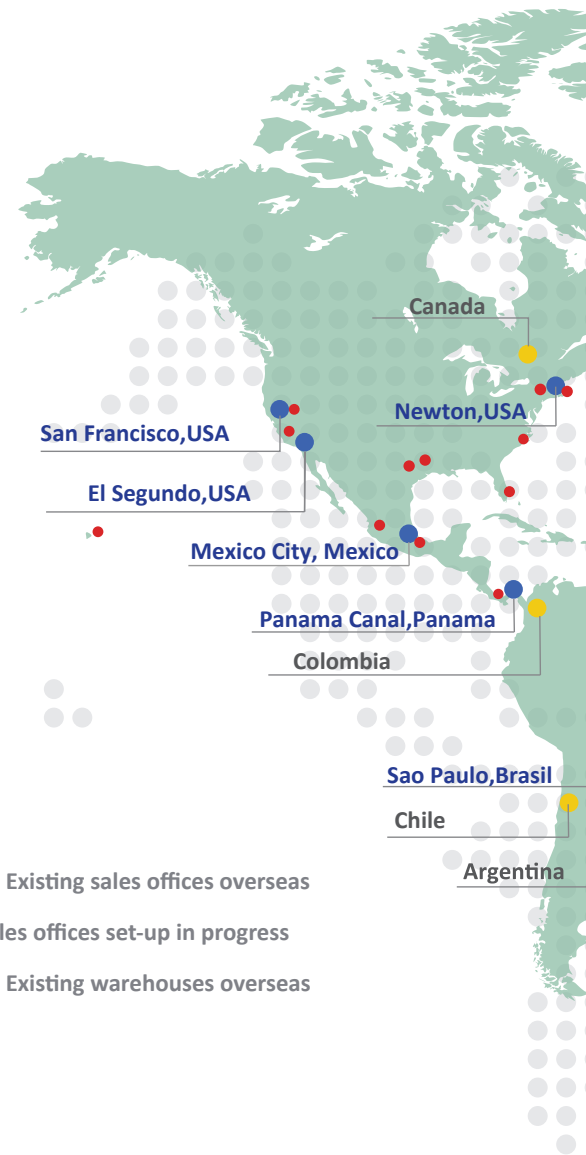 Canada
Newton,USA
San Francisco,USA
El Segundo,USA
Mexico City, Mexico
Panama Canal,Panama
Colombia
Sao Paulo,Brasil
Chile
Argentina
Existing sales offices overseas
les offices set-up in progress
Existing warehouses overseas